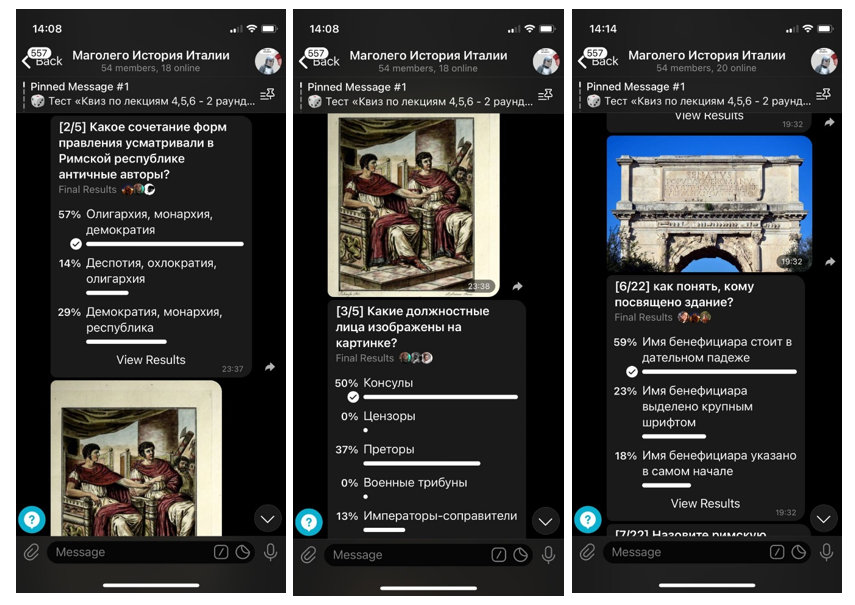 14:08
557
Back
Маголего История Италии
54 members, 18 online
Pinned Message #1
Тест «Квиз по лекциям 4,5,6 - 2 раунд...
[2/5] Какое сочетание форм
правления усматривали в
Римской республике
античные авторы?
Final Results
57% Олигархия, монархия,
демократия
14% Деспотия, охлократия,
олигархия
29% Демократия, монархия,
республика
View Results
23:37
Message
14:08
557
Back
Маголего История Италии
54 members, 18 online
Pinned Message #1
Тест «Квиз по лекциям 4,5,6 - 2 раунд...
23:38
[3/5] Какие должностные
лица изображены на
картинке?
Final Results
50% Консулы
0% Цензоры
37% Преторы
0% Военные трибуны
13% Императоры-соправители
Message
14:14
557
Back
Маголего История Италии
54 members, 20 online
Pinned Message #1
Тест «Квиз по лекциям 4,5,6 - 2 раунд...
View Results
19:32
19:32
[6/22] как понять, кому
посвящено здание?
Final Results
59% Имя бенефициара стоит в
дательном падеже
23% Имя бенефициара
выделено крупным
шрифтом
18% Имя бенефициара указано
в самом начале
View Results
19:32
[7/22] Назовите римскую
Message